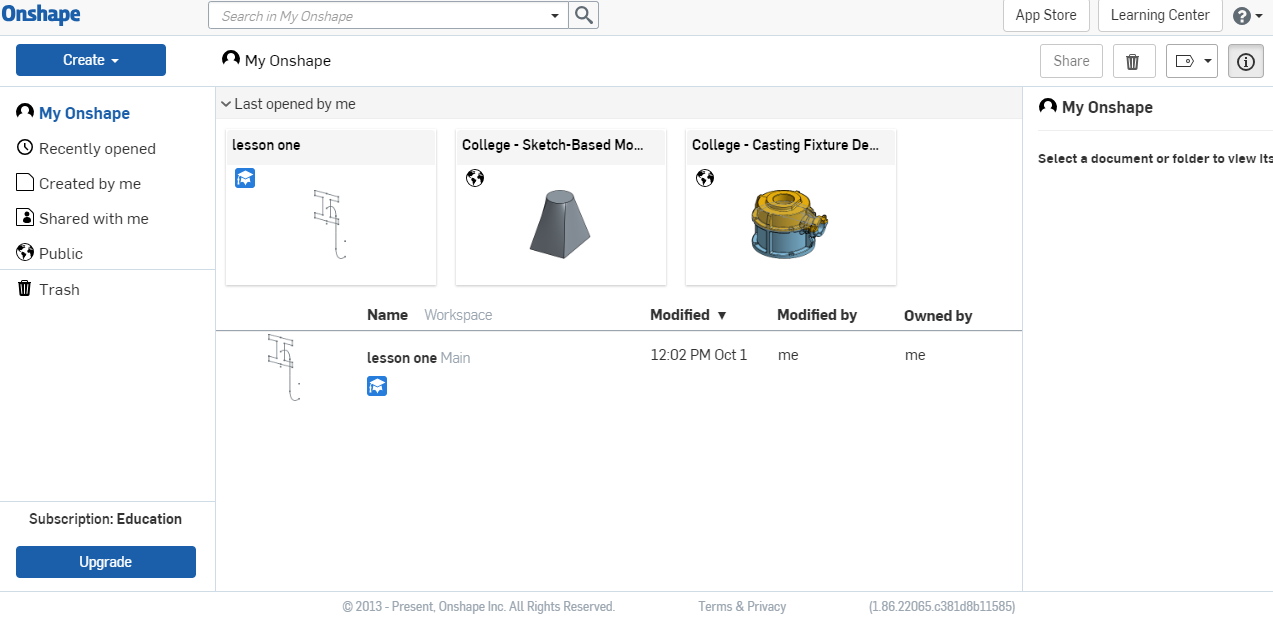 Onshape
Search in My Onshape
App Store
Learning Center
Create
My Onshape
Share
My Onshape
Recently opened
Created by me
Shared with me
Public
Trash
Subscription: Education
Upgrade
Last opened by me
lesson one
College - Sketch-Based Mo...
College - Casting Fixture De...
Name Workspace Modified ▼ Modified by Owned by
lesson one Main 12:02 PM Oct 1 me me
My Onshape
Select a document or folder to view its
© 2013 - Present, Onshape Inc. All Rights Reserved. Terms & Privacy (1.86.22065.c381d8b11585)